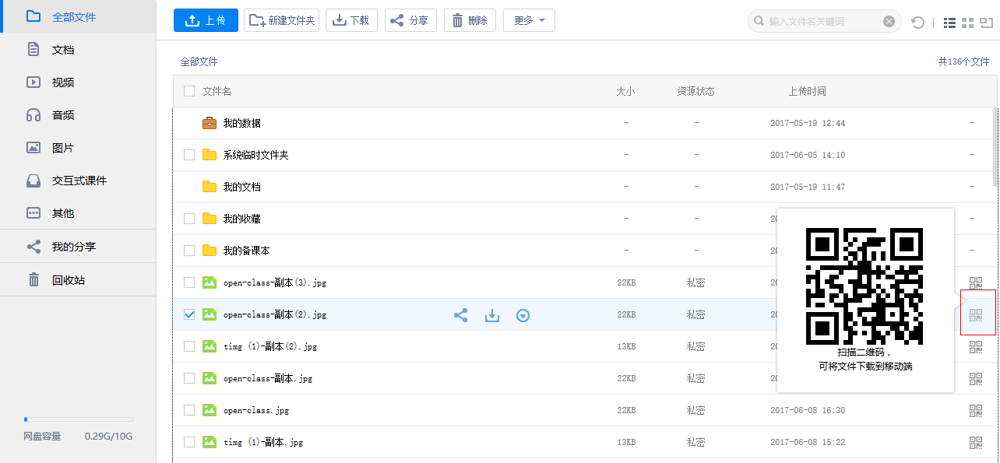 全部文件
文档
视频
音频
图片
交互式课件
其他
我的分享
回收站
网盘容量 0.29G/10G
上传 新建文件夹 下载 分享 删除 更多 输入文件名关键词
全部文件 共136个文件
文件名 大小 资源状态 上传时间
我的数据 - - 2017-05-19 12:44 -
系统临时文件夹 - - 2017-06-05 14:10 -
我的文档 - - 2017-05-19 11:47 -
我的收藏 - - 20 -
我的备课本 - - 20 -
open-class-副本(3).jpg 22KB 私密 20
open-class-副本(2).jpg 22KB 私密 20
timg (1)-副本(2).jpg 13KB 私密 20
open-class-副本.jpg 22KB 私密 20
open-class.jpg 22KB 私密 2017-06-08 16:30
timg (1)-副本.jpg 13KB 私密 2017-06-08 15:22
扫描二维码，
可将文件下载到移动端